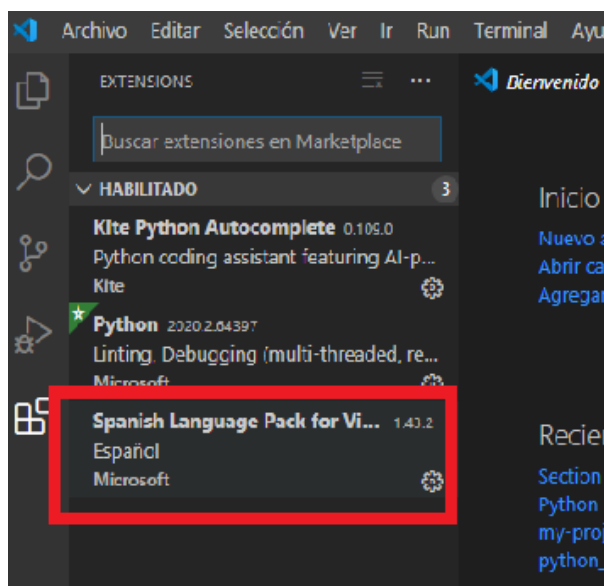 Archivo Editar Selección Ver Ir Run Terminal Ayu
EXTENSIONS
Bienvenido
Buscar extensiones en Marketplace
HABILITADO 3
Kite Python Autocomplete 0.109.0
Python coding assistant featuring AI-p...
Kite
Python 2020.2.64397
Linting, Debugging (multi-threaded, re...
Microsoft
Spanish Language Pack for Vi... 1.43.2
Español
Microsoft
Inicio
Nuevo a
Abrir ca
Agregar
Recien
Section
Python
my-proj
python_